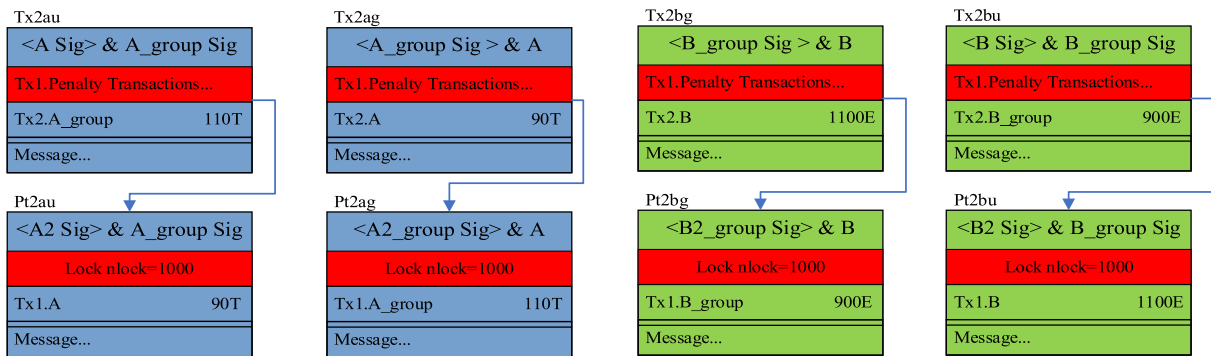 Tx2au
<A Sig> & A_group Sig
Tx1.Penalty Transactions...
Tx2.A_group 110T
Message...
Tx2ag
<A_group Sig > & A
Tx1.Penalty Transactions...
Tx2.A 90T
Message...
Tx2bg
<B_group Sig > & B
Tx1.Penalty Transactions...
Tx2.B 1100E
Message...
Tx2bu
<B Sig> & B_group Sig
Tx1.Penalty Transactions...
Tx2.B_group 900E
Message...
Pt2au
<A2 Sig> & A_group Sig
Lock nlock=1000
Tx1.A 90T
Message...
Pt2ag
<A2_group Sig> & A
Lock nlock=1000
Tx1.A_group 110T
Message...
Pt2bg
<B2_group Sig> & B
Lock nlock=1000
Tx1.B_group 900E
Message...
Pt2bu
<B2 Sig> & B_group Sig
Lock nlock=1000
Tx1.B 1100E
Message...